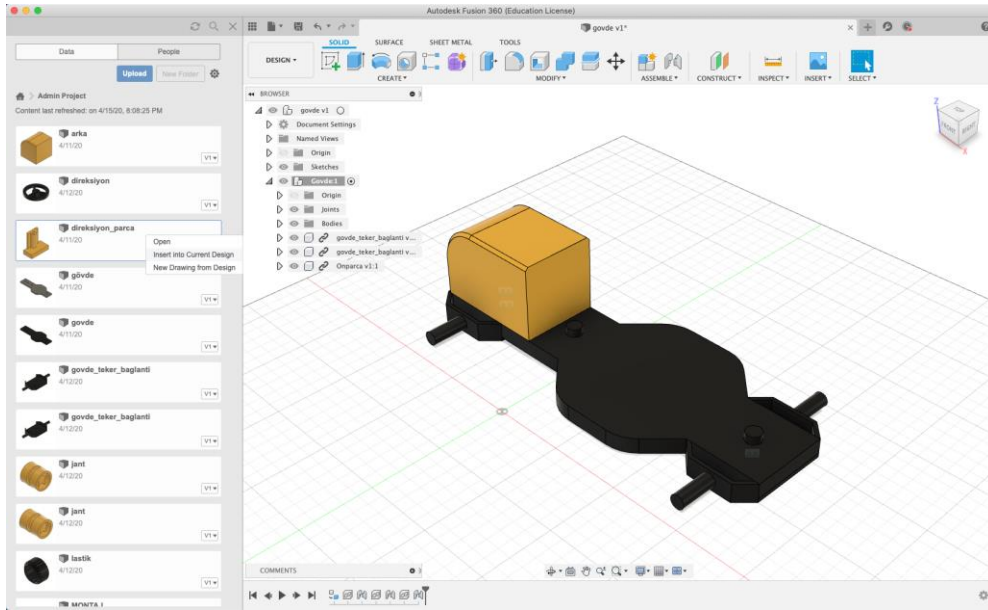 Autodesk Fusion 360 (Education License)
govde v1*
Data
People
Upload
New Folder
Admin Project
Content last refreshed: on 4/15/20, 8:08:25 PM
arka
4/11/20
V1
direksiyon
4/12/20
V1
direksiyon_parca
4/11/20
Open
Insert into Current Design
New Drawing from Design
gövde
4/11/20
V1
govde
4/11/20
V1
govde_teker_baglanti
4/12/20
V1
govde_teker_baglanti
4/12/20
V1
jant
4/12/20
V1
jant
4/12/20
V1
lastik
4/12/20
V1
DESIGN
SOLID
SURFACE
SHEET METAL
TOOLS
CREATE
MODIFY
ASSEMBLE
CONSTRUCT
INSPECT
INSERT
SELECT
BROWSER
govde v1
Document Settings
Named Views
Origin
Sketches
Govde:1
Origin
Joints
Bodies
govde_teker_baglanti v...
govde_teker_baglanti v...
Onparca v1:1
Z
TOP
FRONT
RIGHT
X
COMMENTS